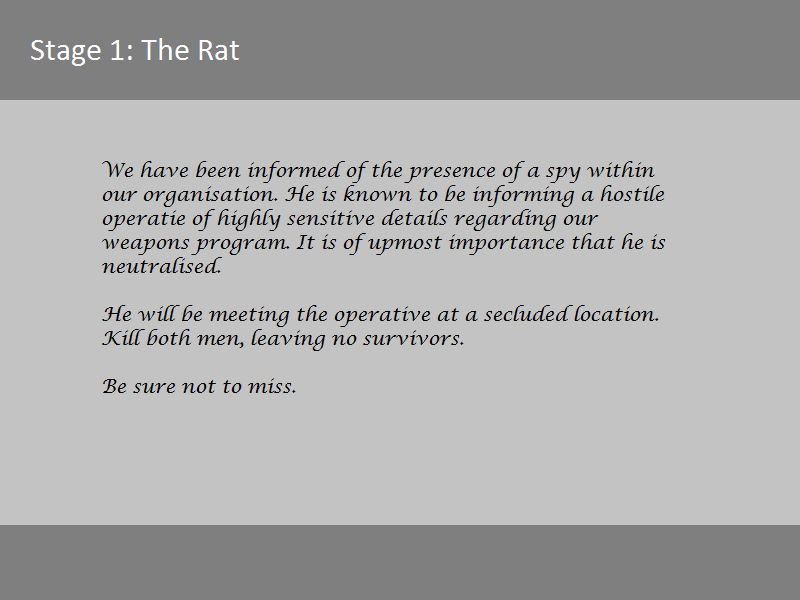 Stage 1: The Rat
We have been informed of the presence of a spy within
our organisation. He is known to be informing a hostile
operatie of highly sensitive details regarding our
weapons program. It is of upmost importance that he is
neutralised.
He will be meeting the operative at a secluded location.
Kill both men, leaving no survivors.
Be sure not to miss.